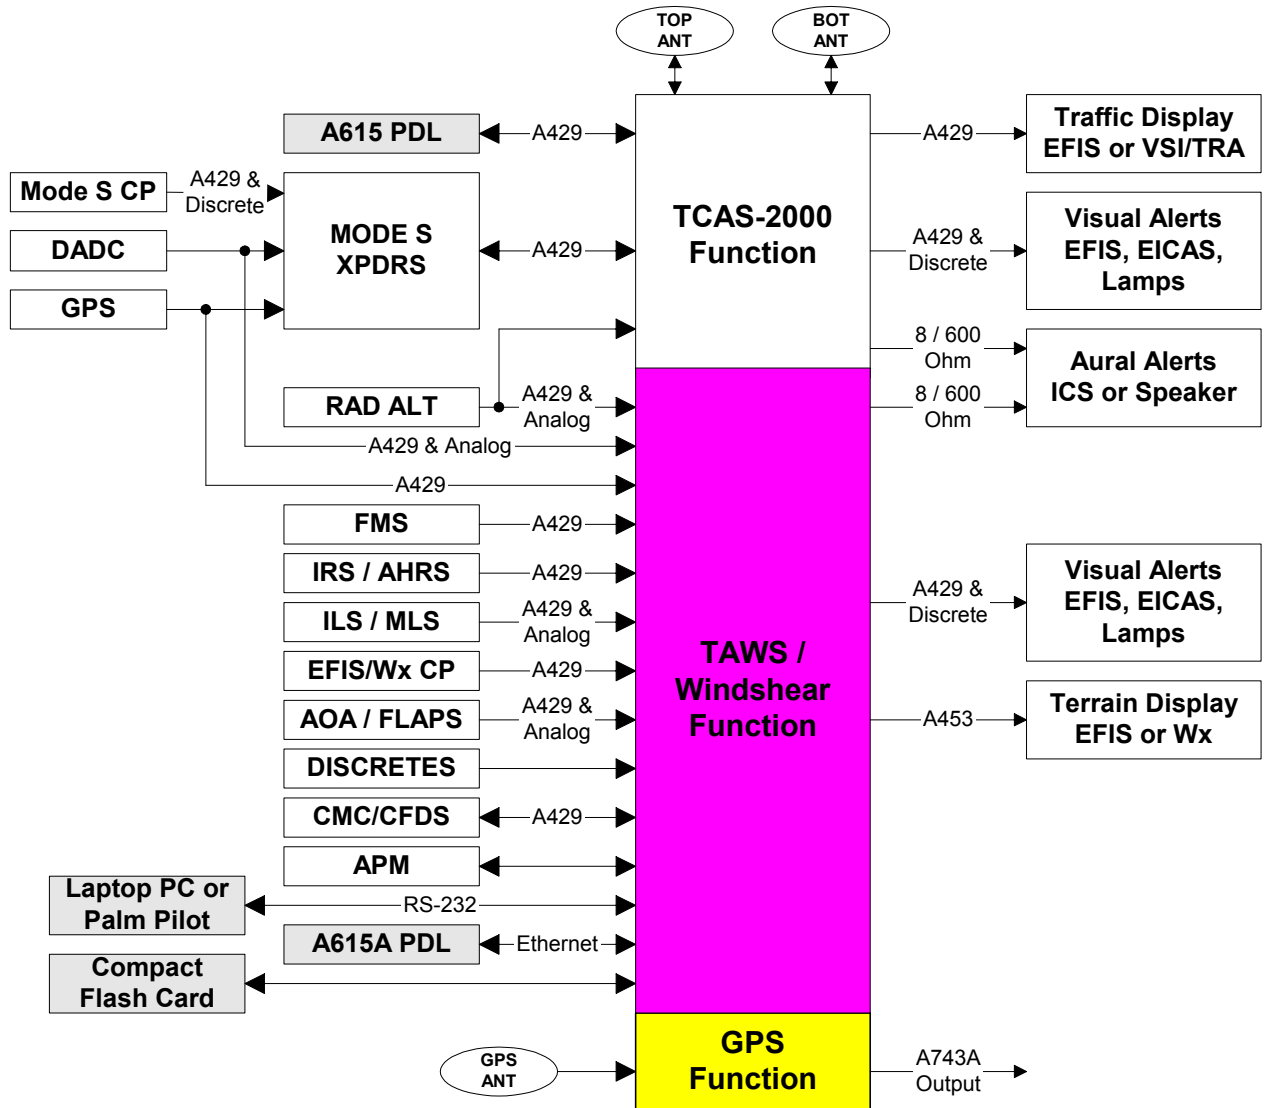 TOP
ANT
BOT
ANT
A615 PDL
A429
A429
Traffic Display
EFIS or VSI/TRA
Mode S CP
A429 &
Discrete
DADC
GPS
MODE S
XPDRS
A429
TCAS-2000
Function
A429 &
Discrete
Visual Alerts
EFIS, EICAS,
Lamps
8 / 600
Ohm
8 / 600
Ohm
Aural Alerts
ICS or Speaker
RAD ALT
A429 &
Analog
A429 & Analog
A429
FMS
A429
IRS / AHRS
A429
ILS / MLS
A429 &
Analog
EFIS/Wx CP
A429
AOA / FLAPS
A429 &
Analog
DISCRETES
CMC/CFDS
A429
APM
TAWS /
Windshear
Function
A429 &
Discrete
Visual Alerts
EFIS, EICAS,
Lamps
A453
Terrain Display
EFIS or Wx
Laptop PC or
Palm Pilot
RS-232
A615A PDL
Ethernet
Compact
Flash Card
GPS
ANT
GPS
Function
A743A
Output